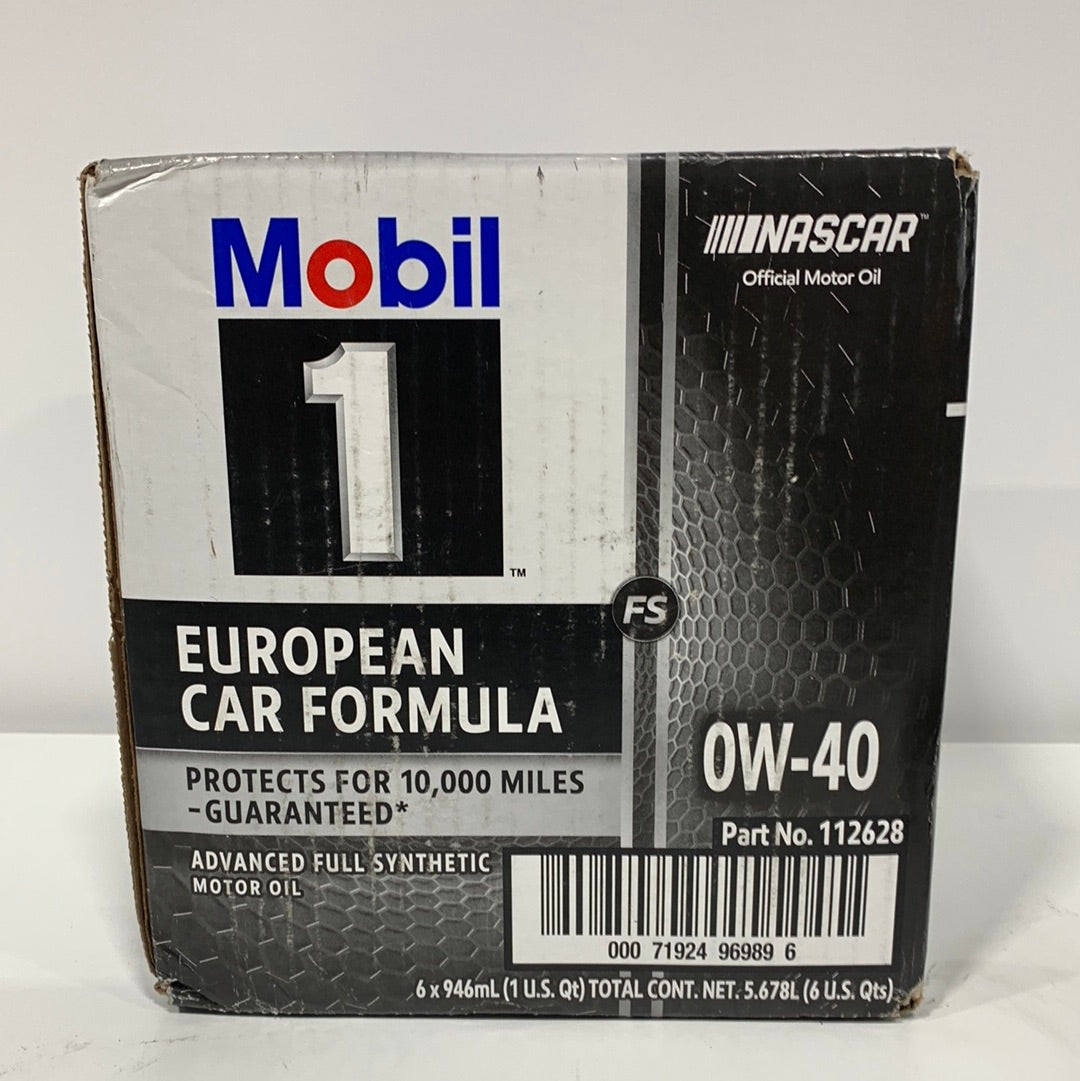 Mobil
1
™
NASCAR™
Official Motor Oil
FS
EUROPEAN
CAR FORMULA
0W-40
PROTECTS FOR 10,000 MILES
-GUARANTEED*
Part No. 112628
ADVANCED FULL SYNTHETIC
MOTOR OIL
000 71924 96989 6
6 x 946mL (1 U.S. Qt) TOTAL CONT. NET. 5.678L (6 U.S. Qts)